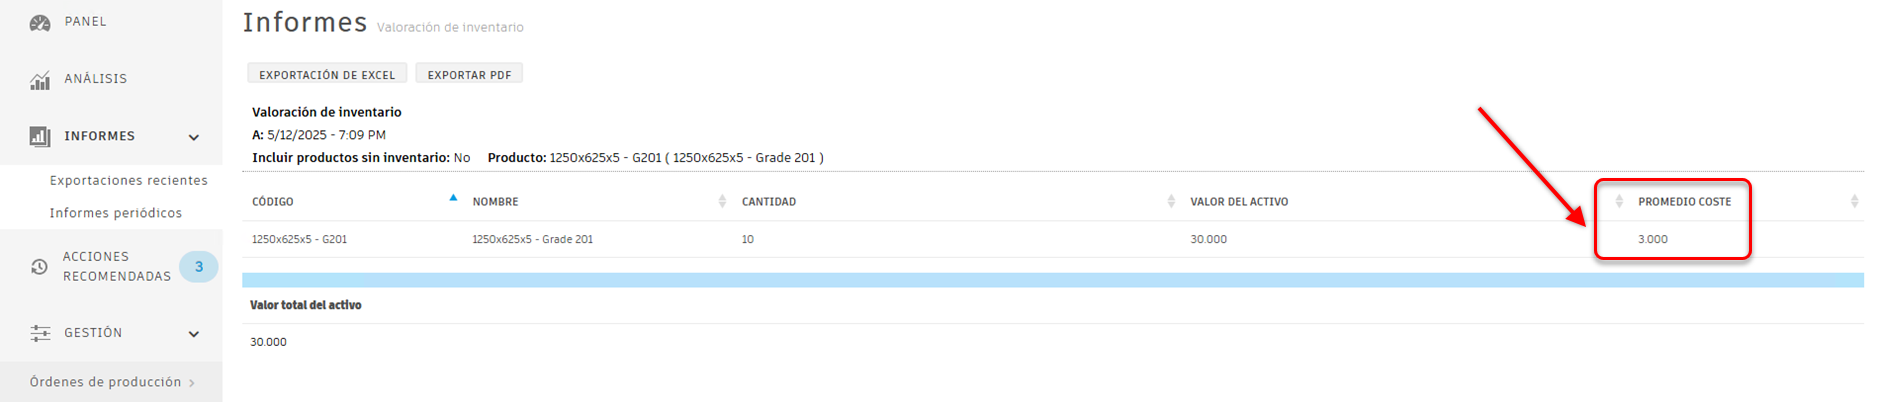 PANEL
ANÁLISIS
INFORMES
Exportaciones recientes
Informes periódicos
ACCIONES
RECOMENDADAS
3
GESTIÓN
Órdenes de producción
Informes Valoración de inventario
EXPORTACIÓN DE EXCEL EXPORTAR PDF
Valoración de inventario
A: 5/12/2025 - 7:09 PM
Incluir productos sin inventario: No Producto: 1250x625x5 - G201 ( 1250x625x5 - Grade 201 )
CÓDIGO NOMBRE CANTIDAD VALOR DEL ACTIVO PROMEDIO COSTE
1250x625x5 - G201 1250x625x5 - Grade 201 10 30.000 3.000
Valor total del activo
30.000